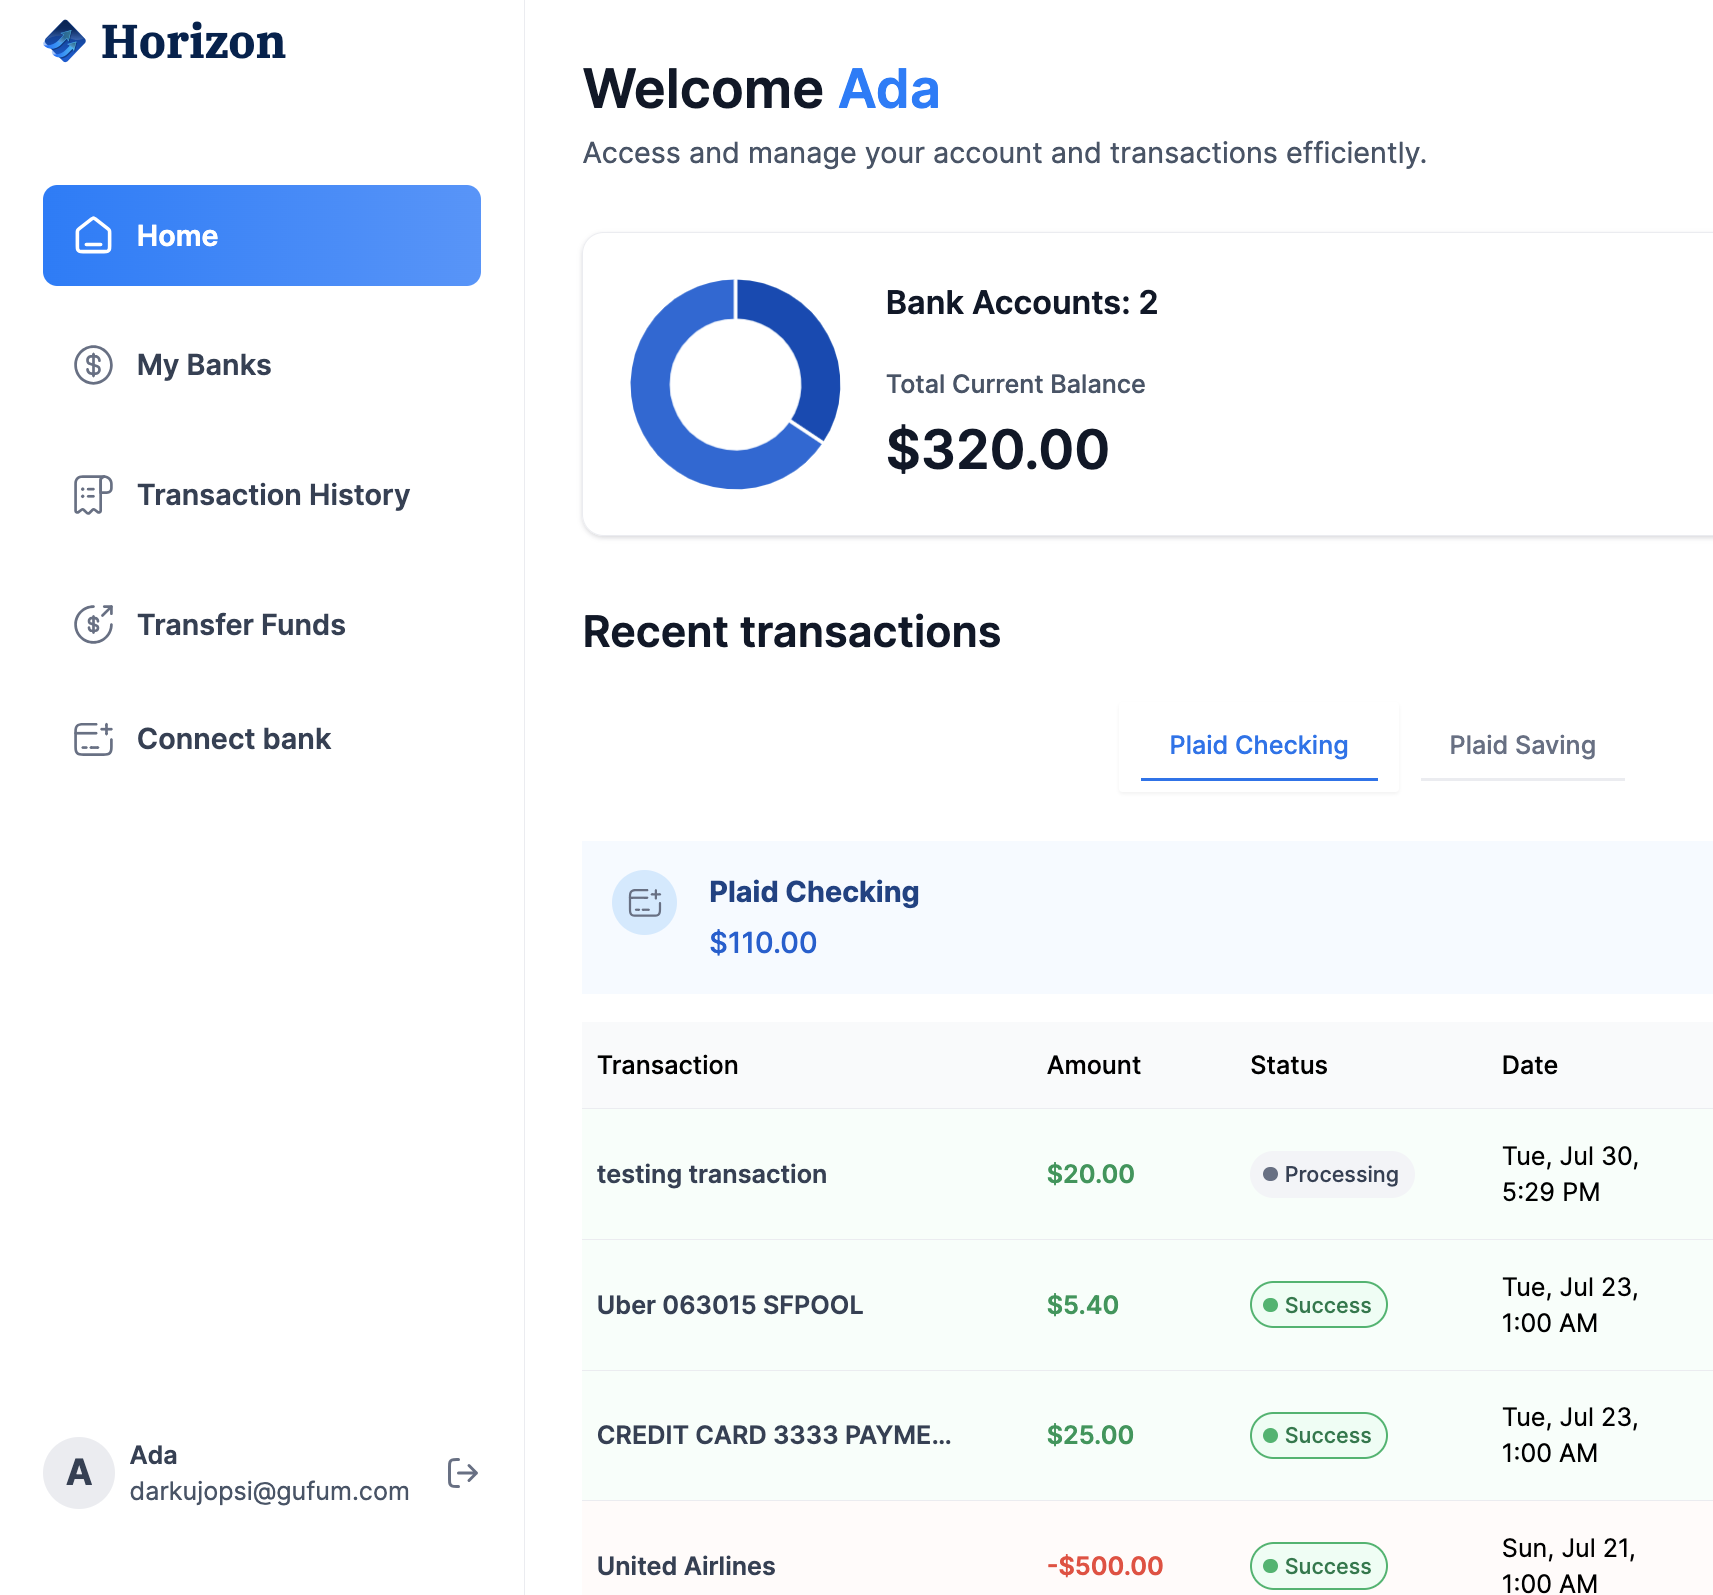 Horizon
Home
My Banks
Transaction History
Transfer Funds
Connect bank
A
Ada
darkujopsi@gufum.com
Welcome Ada
Access and manage your account and transactions efficiently.
Bank Accounts: 2
Total Current Balance
$320.00
Recent transactions
Plaid Checking
Plaid Saving
Plaid Checking
$110.00
Transaction Amount Status Date
testing transaction $20.00 Processing Tue, Jul 30,
5:29 PM
Uber 063015 SFPOOL $5.40 Success Tue, Jul 23,
1:00 AM
CREDIT CARD 3333 PAYME... $25.00 Success Tue, Jul 23,
1:00 AM
United Airlines -$500.00 Success Sun, Jul 21,
1:00 AM